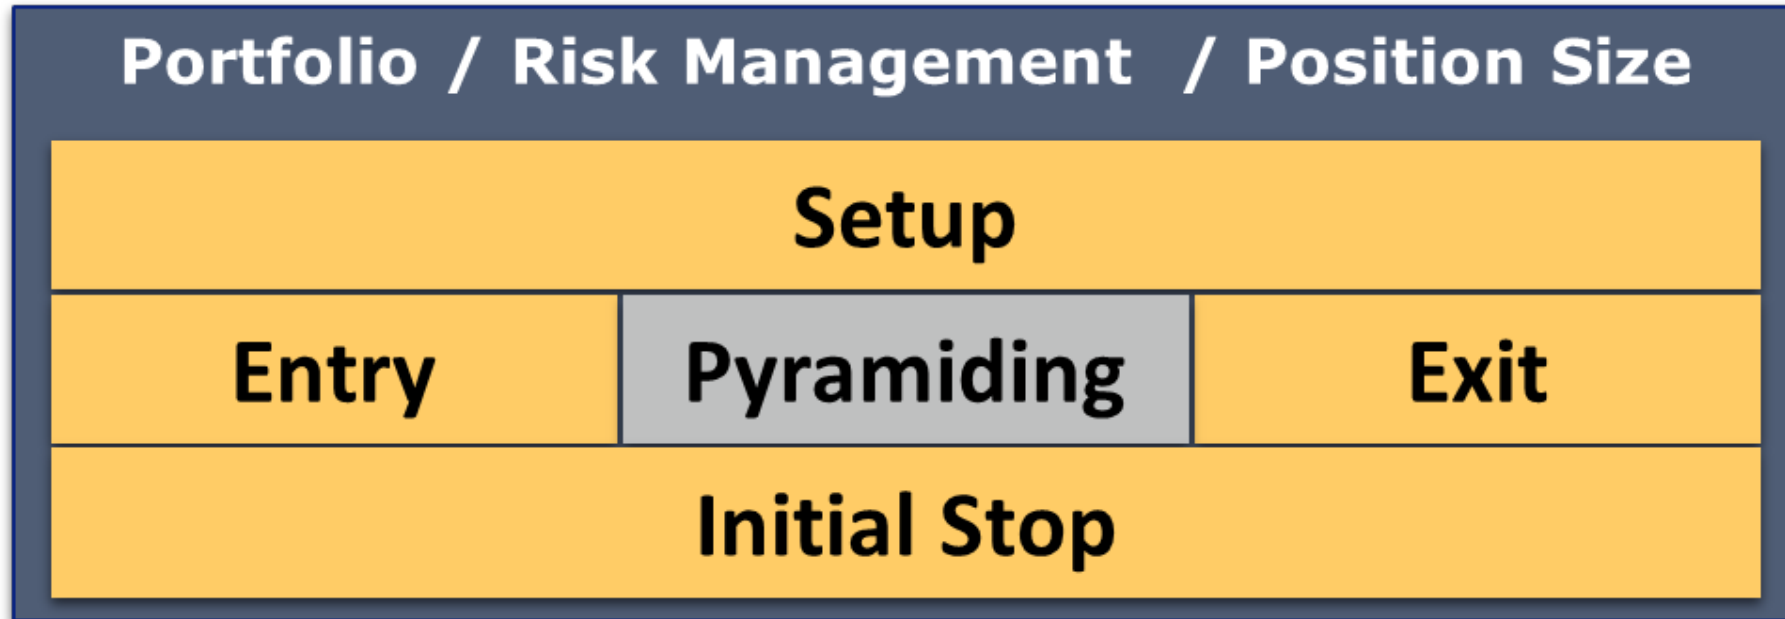 Portfolio / Risk Management / Position Size
Setup
Entry Pyramiding Exit
Initial Stop